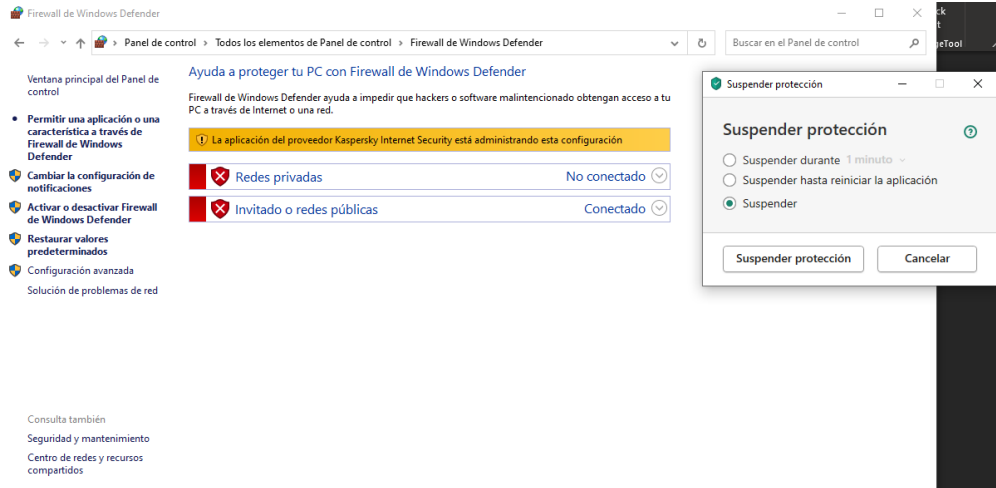 Firewall de Windows Defender
Panel de control > Todos los elementos de Panel de control > Firewall de Windows Defender
Buscar en el Panel de control
Ventana principal del Panel de
control
Permitir una aplicación o una
característica a través de
Firewall de Windows
Defender
Cambiar la configuración de
notificaciones
Activar o desactivar Firewall
de Windows Defender
Restaurar valores
predeterminados
Configuración avanzada
Solución de problemas de red
Consulta también
Seguridad y mantenimiento
Centro de redes y recursos
compartidos
Ayuda a proteger tu PC con Firewall de Windows Defender
Firewall de Windows Defender ayuda a impedir que hackers o software malintencionado obtengan acceso a tu
PC a través de Internet o una red.
La aplicación del proveedor Kaspersky Internet Security está administrando esta configuración
Redes privadas No conectado
Invitado o redes públicas Conectado
Suspender protección
Suspender protección
Suspender durante 1 minuto
Suspender hasta reiniciar la aplicación
Suspender
Suspender protección Cancelar